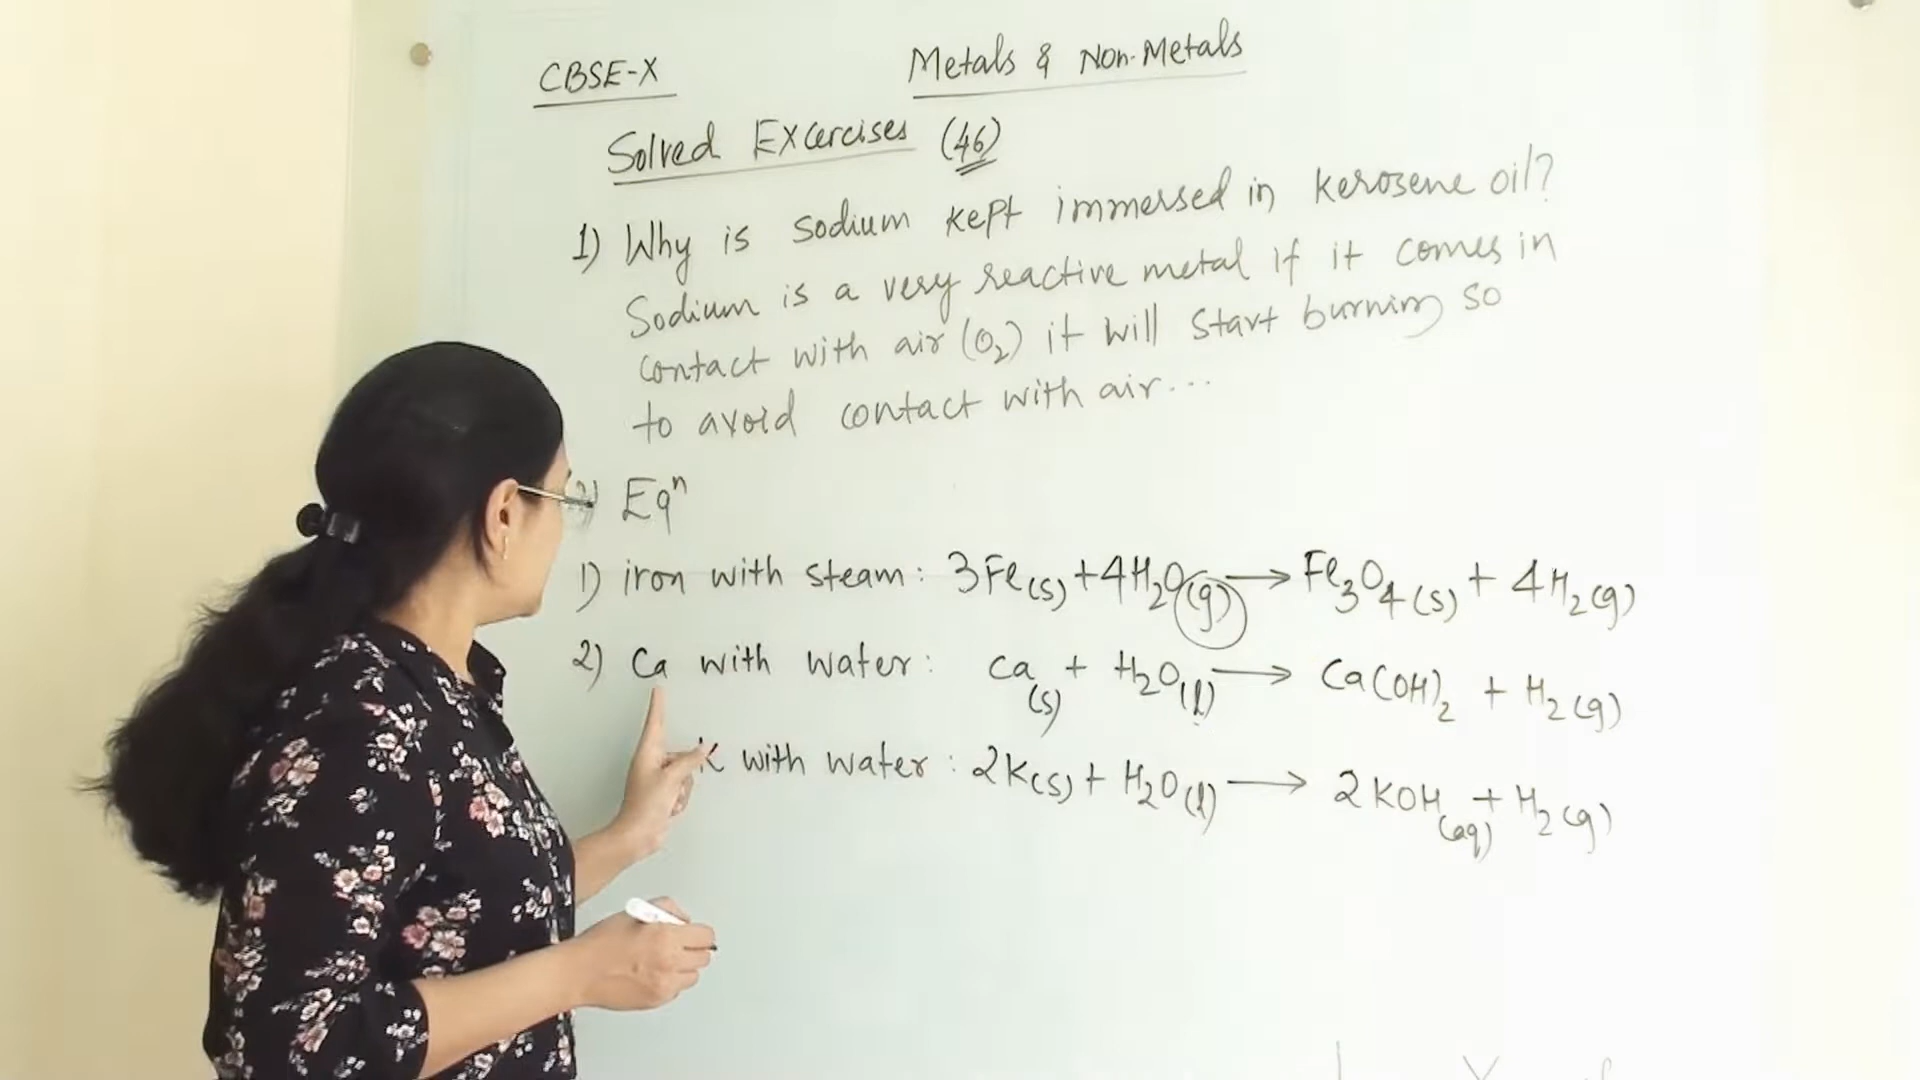 CBSE-X
Metals & Non-Metals
Solved Excercises (46)
1) Why is sodium kept immersed in kerosene oil?
Sodium is a very reactive metal if it comes in
contact with air (O₂) it will start burning so
to avoid contact with air...
Eqⁿ
1) iron with steam: 3Fe(s) + 4H₂O(g) → Fe₃O₄(s) + 4H₂(g)
2) Ca with water: Ca(s) + H₂O(l) → Ca(OH)₂ + H₂(g)
K with water: 2K(s) + H₂O(l) → 2KOH(aq) + H₂(g)